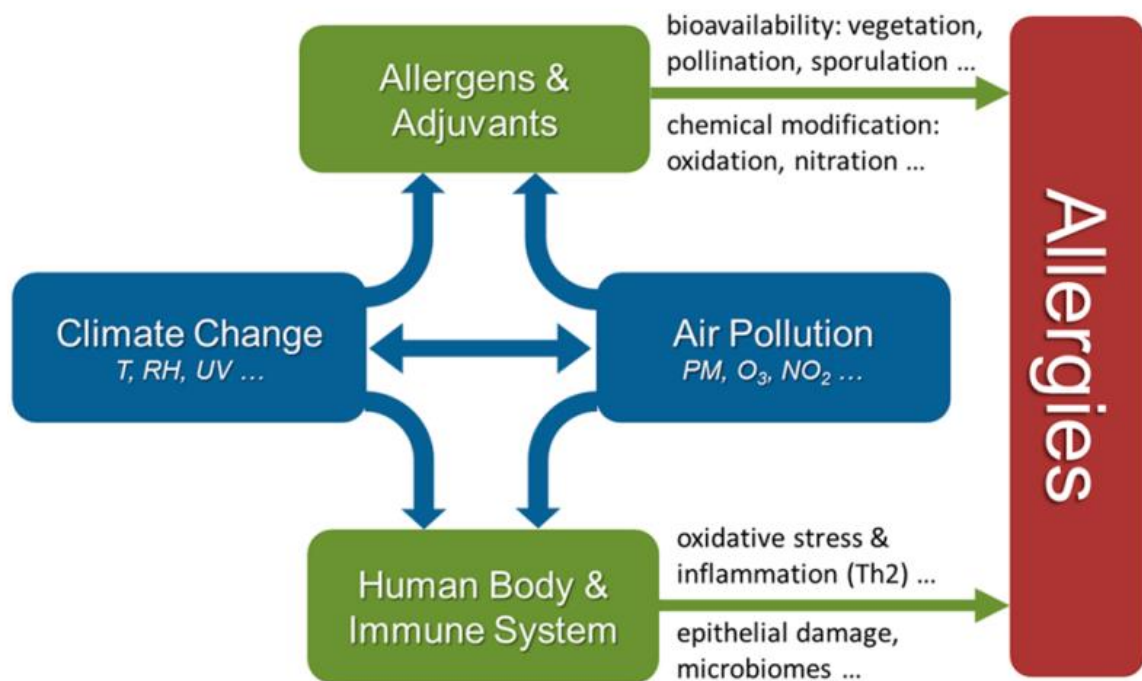 Allergens &
Adjuvants
bioavailability: vegetation,
pollination, sporulation ...
chemical modification:
oxidation, nitration ...
Climate Change
T, RH, UV ...
Air Pollution
PM, O₃, NO₂ ...
Human Body &
Immune System
oxidative stress &
inflammation (Th2) ...
epithelial damage,
microbiomes ...
Allergies